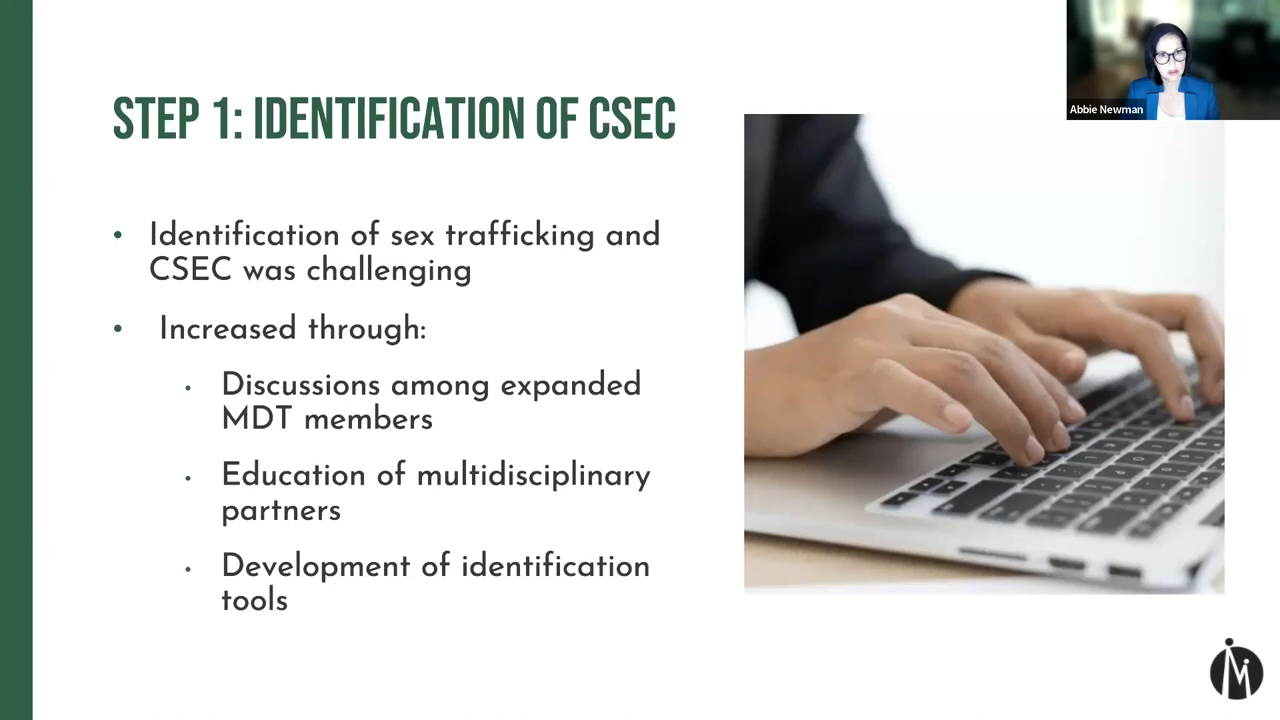 Abbie Newman
STEP 1: IDENTIFICATION OF CSEC
• Identification of sex trafficking and
CSEC was challenging
• Increased through:
• Discussions among expanded
MDT members
• Education of multidisciplinary
partners
• Development of identification
tools